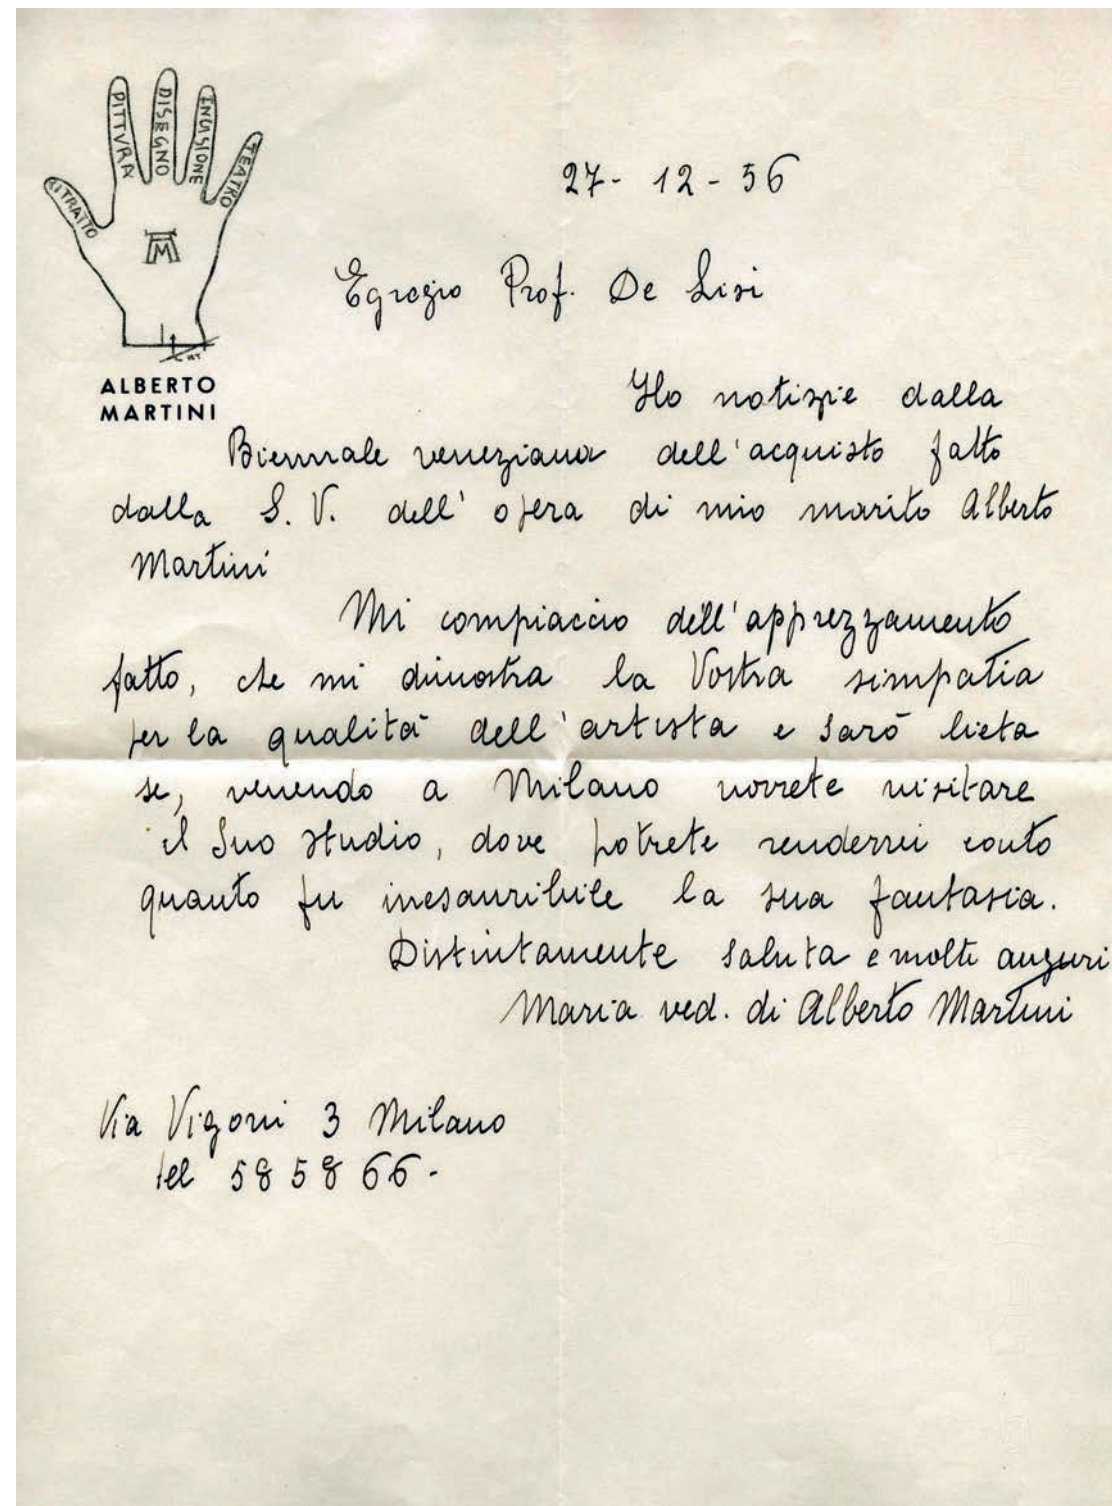 RITRATTO
PITTVRA
DISEGNO
INCISIONE
TEATRO
M
ALBERTO
MARTINI
27- 12 - 56
Egregio Prof. De Lisi
Ho notizie dalla
Biennale veneziana dell'acquisto fatto
dalla S. V. dell' opera di mio marito Alberto
Martini
Mi compiaccio dell'apprezzamento
fatto, che mi dimostra la Vostra simpatia
per la qualità dell'artista e sarò lieta
se, venendo a Milano vorrete visitare
il Suo studio, dove potrete rendervi conto
quanto fu inesauribile la sua fantasia.
Distintamente saluta e molti auguri
Maria ved. di Alberto Martini
Via Vigoni 3 Milano
tel 58 58 66-